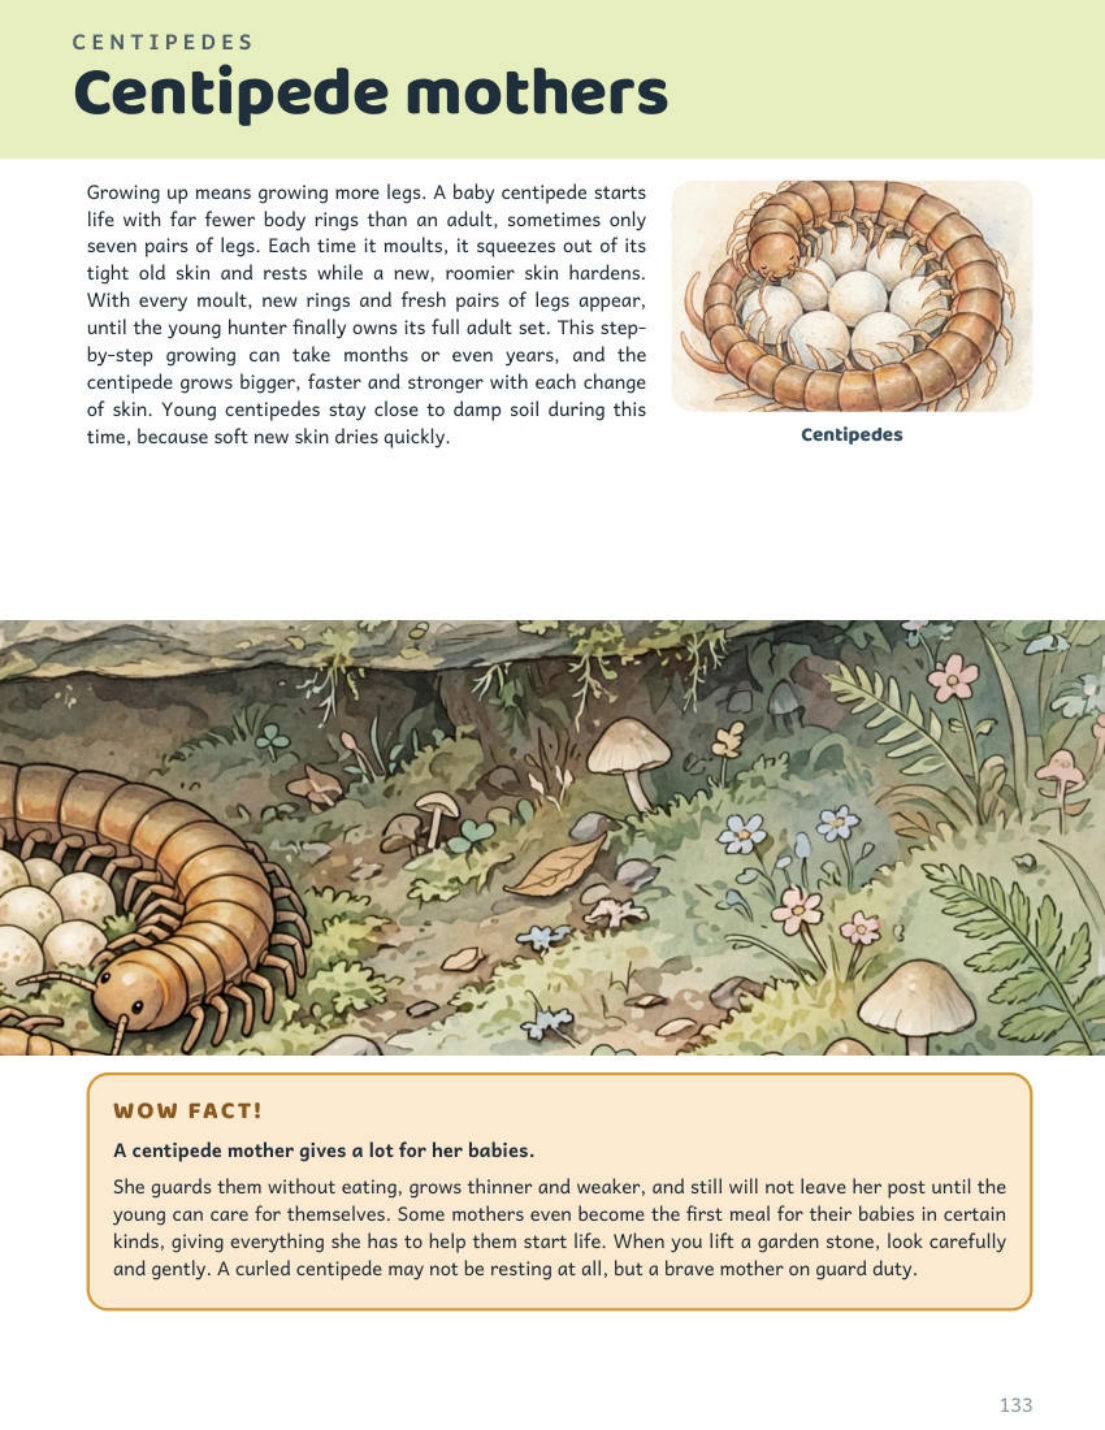 CENTIPEDES
Centipede mothers
Growing up means growing more legs. A baby centipede starts
life with far fewer body rings than an adult, sometimes only
seven pairs of legs. Each time it moults, it squeezes out of its
tight old skin and rests while a new, roomier skin hardens.
With every moult, new rings and fresh pairs of legs appear,
until the young hunter finally owns its full adult set. This step-
by-step growing can take months or even years, and the
centipede grows bigger, faster and stronger with each change
of skin. Young centipedes stay close to damp soil during this
time, because soft new skin dries quickly.
Centipedes
WOW FACT!
A centipede mother gives a lot for her babies.
She guards them without eating, grows thinner and weaker, and still will not leave her post until the
young can care for themselves. Some mothers even become the first meal for their babies in certain
kinds, giving everything she has to help them start life. When you lift a garden stone, look carefully
and gently. A curled centipede may not be resting at all, but a brave mother on guard duty.
133